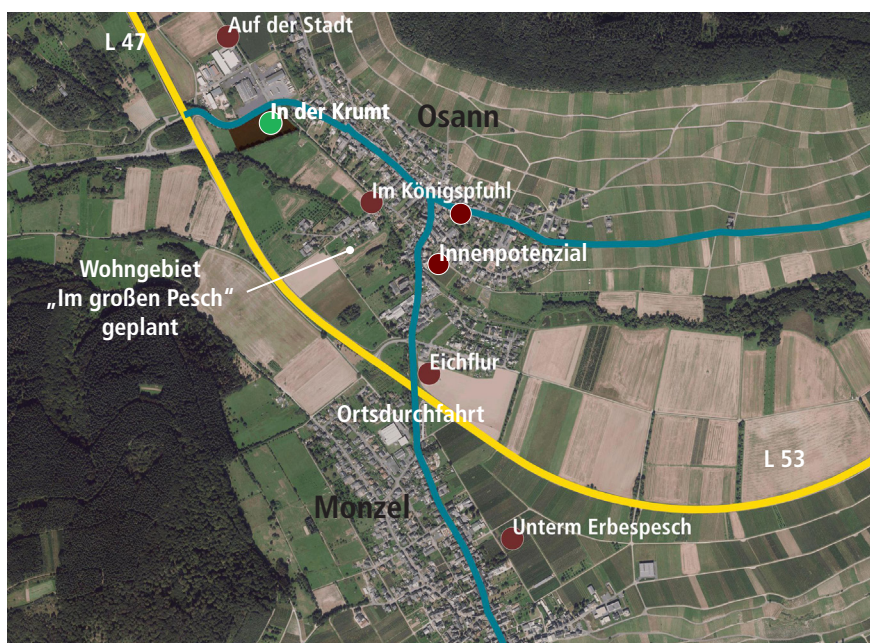 Auf der Stadt
L 47
In der Krumt
Osann
Im Königspfuhl
Innenpotenzial
Wohngebiet
„Im großen Pesch“
geplant
Eichflur
Ortsdurchfahrt
L 53
Monzel
Unterm Erbespesch